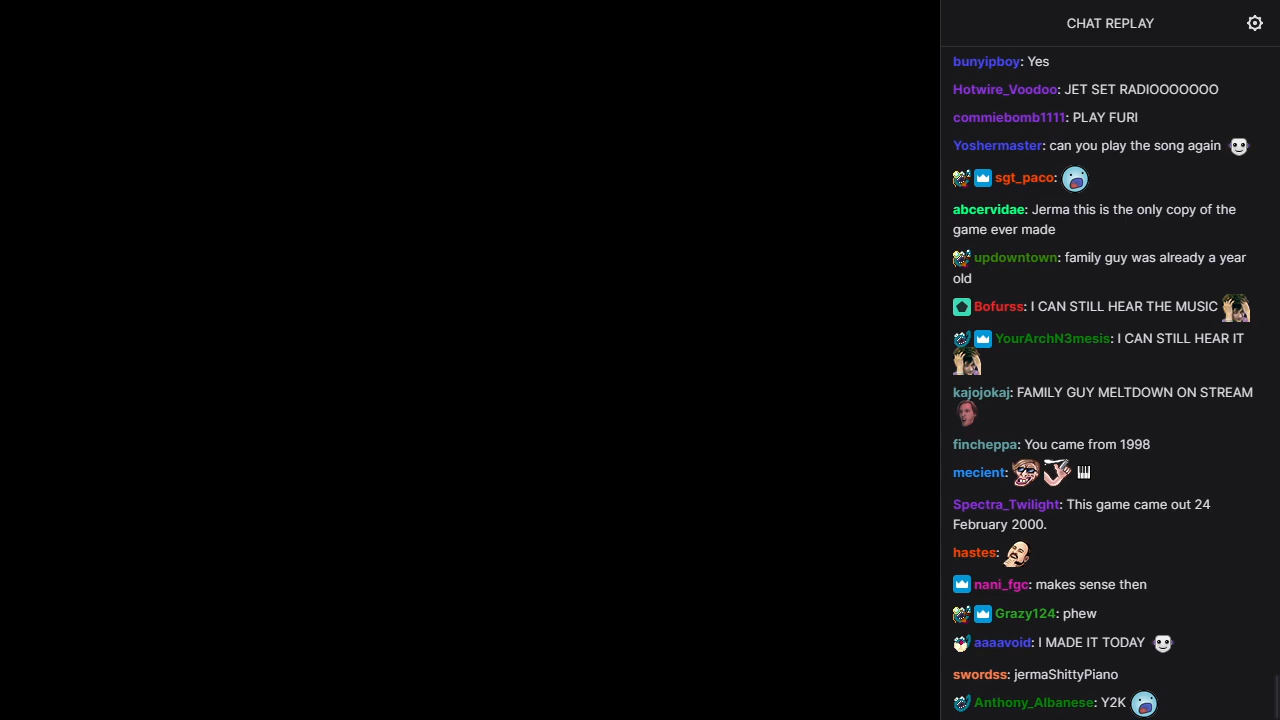 CHAT REPLAY
bunyipboy: Yes
Hotwire_Voodoo: JET SET RADIOOOOOOO
commiebomb1111: PLAY FURI
Yoshermaster: can you play the song again
sgt_paco:
abcervidae: Jerma this is the only copy of the
game ever made
updowntown: family guy was already a year
old
Bofurss: I CAN STILL HEAR THE MUSIC
YourArchN3mesis: I CAN STILL HEAR IT
kajojokaj: FAMILY GUY MELTDOWN ON STREAM
fincheppa: You came from 1998
mecient:
Spectra_Twilight: This game came out 24
February 2000.
hastes:
nani_fgc: makes sense then
Grazy124: phew
aaaavoid: I MADE IT TODAY
swordss: jermaShittyPiano
Anthony_Albanese: Y2K